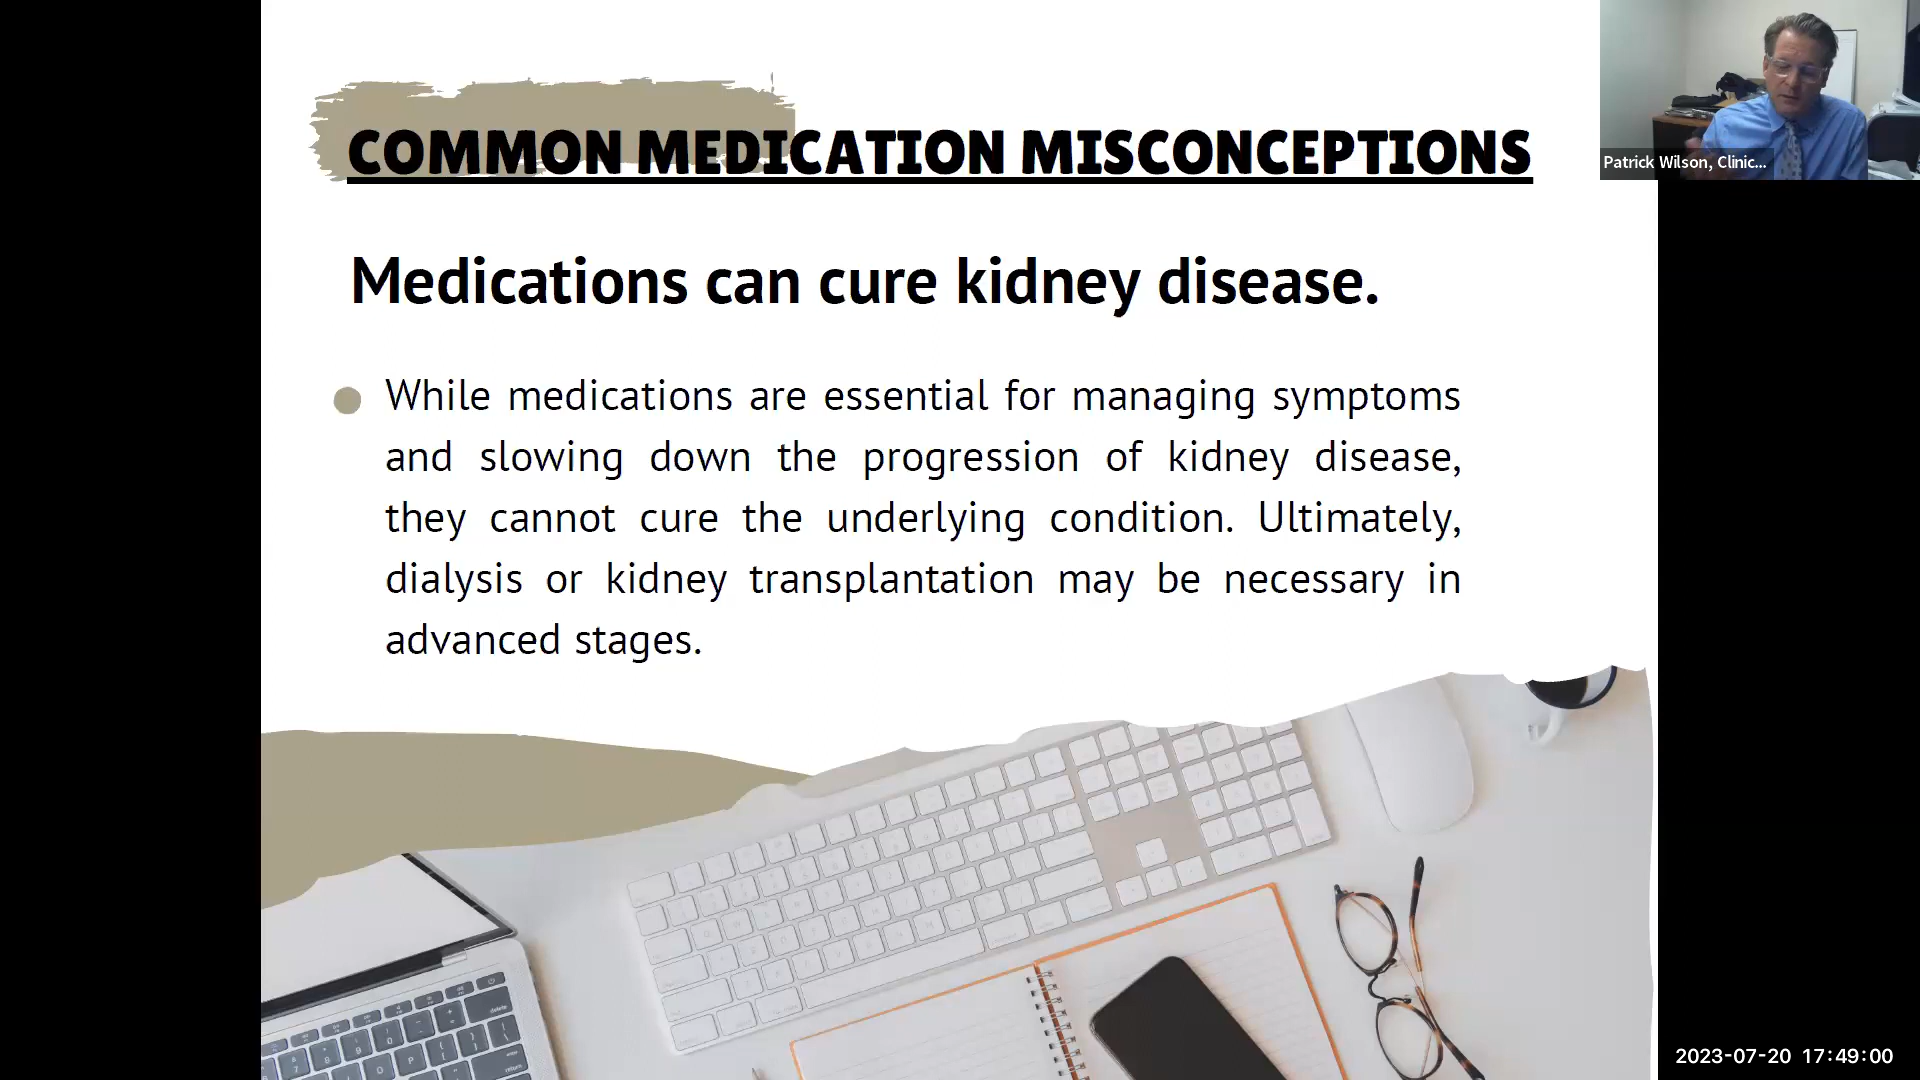 COMMON MEDICATION MISCONCEPTIONS
Patrick Wilson, Clinic...
Medications can cure kidney disease.
While medications are essential for managing symptoms
and slowing down the progression of kidney disease,
they cannot cure the underlying condition. Ultimately,
dialysis or kidney transplantation may be necessary in
advanced stages.
delete
return
2023-07-20 17:49:00